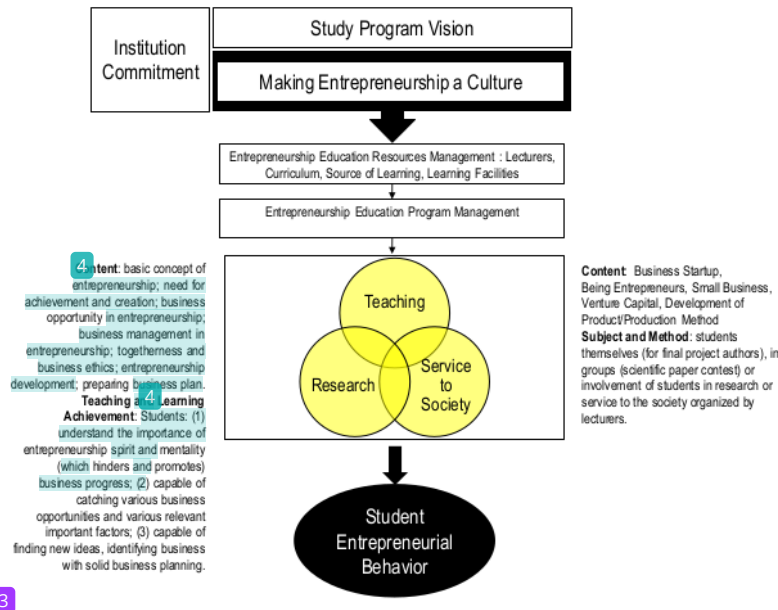 Institution
Commitment
Study Program Vision
Making Entrepreneurship a Culture
Entrepreneurship Education Resources Management : Lecturers,
Curriculum, Source of Learning, Learning Facilities
Entrepreneurship Education Program Management
4
: basic concept of
entrepreneurship; need for
achievement and creation; business
opportunity in entrepreneurship;
business management in
entrepreneurship; togetherness and
business ethics; entrepreneurship
development; preparing business plan.
4
Teaching Learning
Achievement: Students: (1)
understand the importance of
entrepreneurship spirit and mentality
(which hinders and promotes)
business progress; (2) capable of
catching various business
opportunities and various relevant
important factors; (3) capable of
finding new ideas, identifying business
with solid business planning.
Teaching
Research
Service
to
Society
Content: Business Startup,
Being Entrepreneurs, Small Business,
Venture Capital, Development of
Product/Production Method
Subject and Method: students
themselves (for final project authors), in
groups (scientific paper contest) or
involvement of students in research or
service to the society organized by
lecturers.
Student
Entrepreneurial
Behavior
3